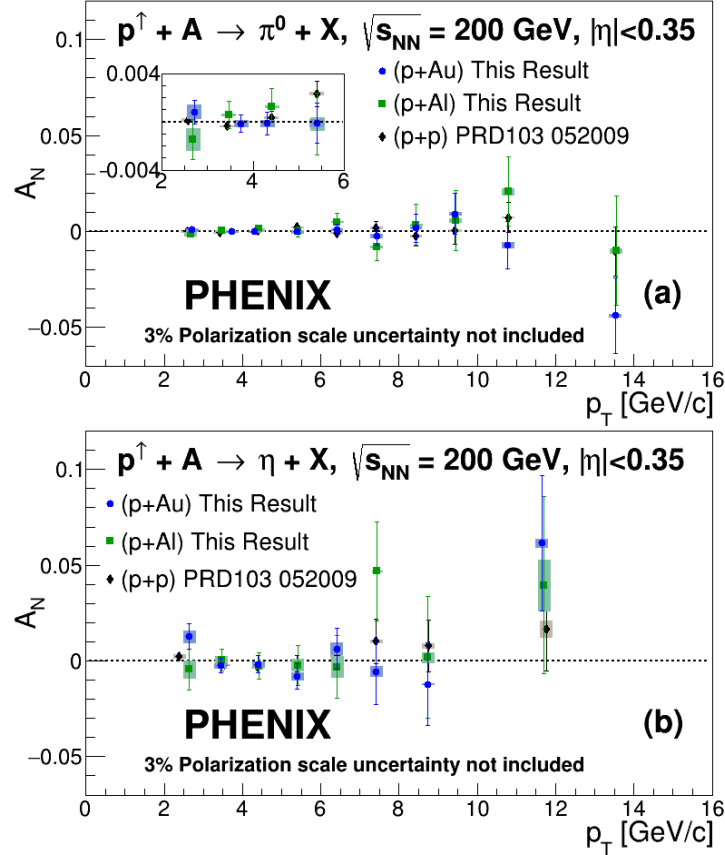 p↑ + A → π⁰ + X, √sNN = 200 GeV, |η|<0.35
0.1
0.004
-0.004
2 4 6
(p+Au) This Result
(p+Al) This Result
(p+p) PRD103 052009
0.05
0
−0.05
AN
PHENIX
(a)
3% Polarization scale uncertainty not included
0 2 4 6 8 10 12 14 16
pT [GeV/c]
p↑ + A → η + X, √sNN = 200 GeV, |η|<0.35
0.1
(p+Au) This Result
(p+Al) This Result
(p+p) PRD103 052009
0.05
0
−0.05
AN
PHENIX
(b)
3% Polarization scale uncertainty not included
0 2 4 6 8 10 12 14 16
pT [GeV/c]